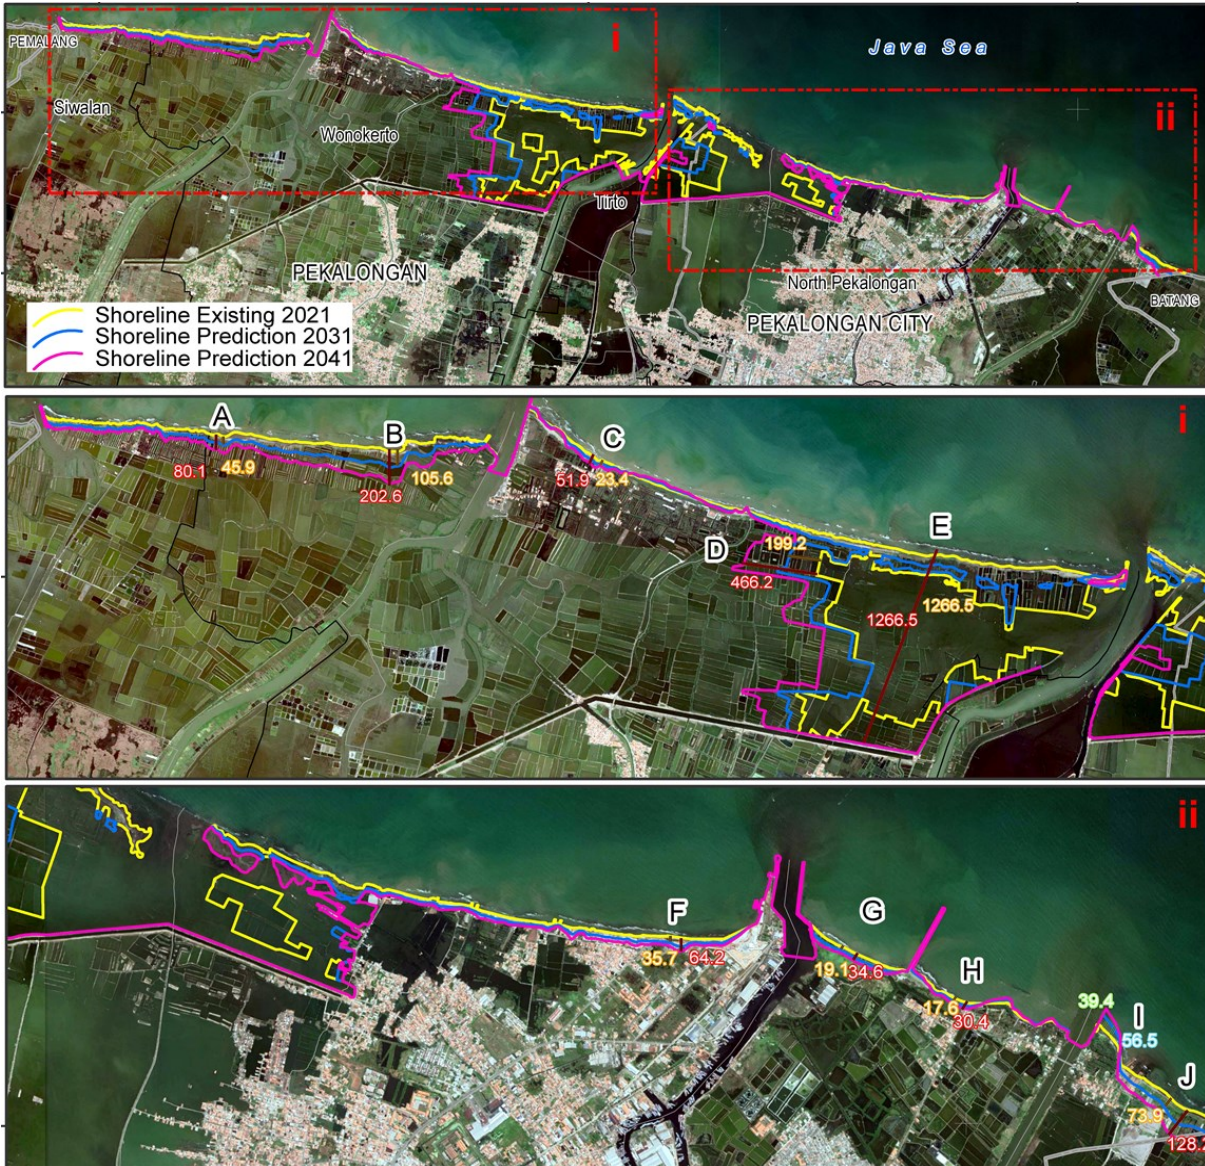 i
PEMALANG
Java Sea
Siwalan
Wonokerto
ii
Tirto
PEKALONGAN
North Pekalongan
BATANG
PEKALONGAN CITY
Shoreline Existing 2021
Shoreline Prediction 2031
Shoreline Prediction 2041
i
A
B
C
80.1 45.9
105.6
202.6
51.9 23.4
D
E
199.2
466.2
1266.5
1266.5
ii
F
G
35.7 64.2
19.1 34.6
H
17.6
30.4
39.4
I
56.5
J
73.9
128.2